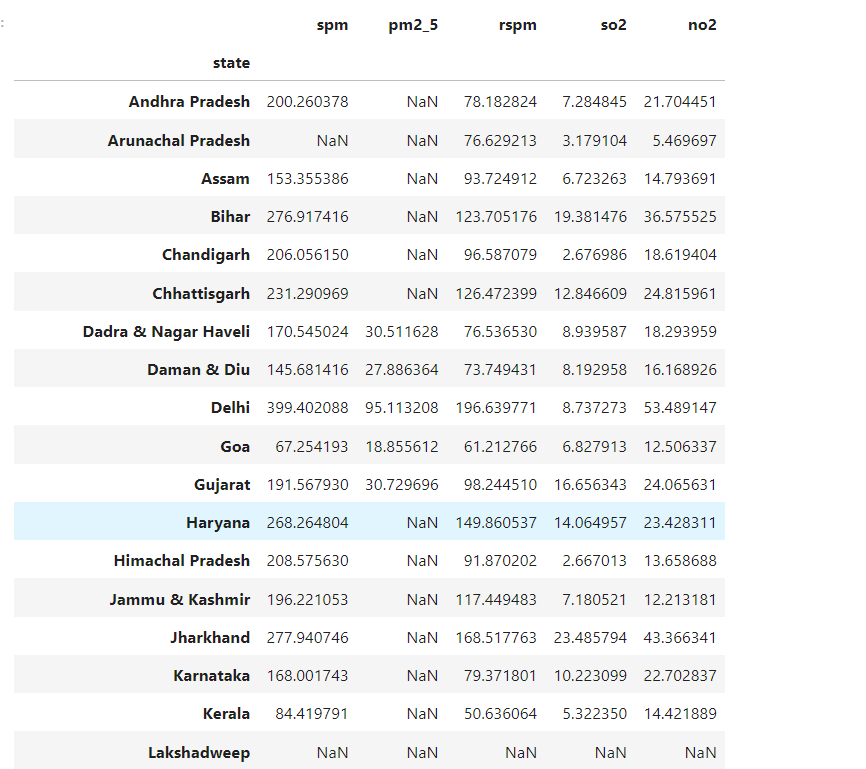 :
spm pm2_5 rspm so2 no2
state
Andhra Pradesh 200.260378 NaN 78.182824 7.284845 21.704451
Arunachal Pradesh NaN NaN 76.629213 3.179104 5.469697
Assam 153.355386 NaN 93.724912 6.723263 14.793691
Bihar 276.917416 NaN 123.705176 19.381476 36.575525
Chandigarh 206.056150 NaN 96.587079 2.676986 18.619404
Chhattisgarh 231.290969 NaN 126.472399 12.846609 24.815961
Dadra & Nagar Haveli 170.545024 30.511628 76.536530 8.939587 18.293959
Daman & Diu 145.681416 27.886364 73.749431 8.192958 16.168926
Delhi 399.402088 95.113208 196.639771 8.737273 53.489147
Goa 67.254193 18.855612 61.212766 6.827913 12.506337
Gujarat 191.567930 30.729696 98.244510 16.656343 24.065631
Haryana 268.264804 NaN 149.860537 14.064957 23.428311
Himachal Pradesh 208.575630 NaN 91.870202 2.667013 13.658688
Jammu & Kashmir 196.221053 NaN 117.449483 7.180521 12.213181
Jharkhand 277.940746 NaN 168.517763 23.485794 43.366341
Karnataka 168.001743 NaN 79.371801 10.223099 22.702837
Kerala 84.419791 NaN 50.636064 5.322350 14.421889
Lakshadweep NaN NaN NaN NaN NaN